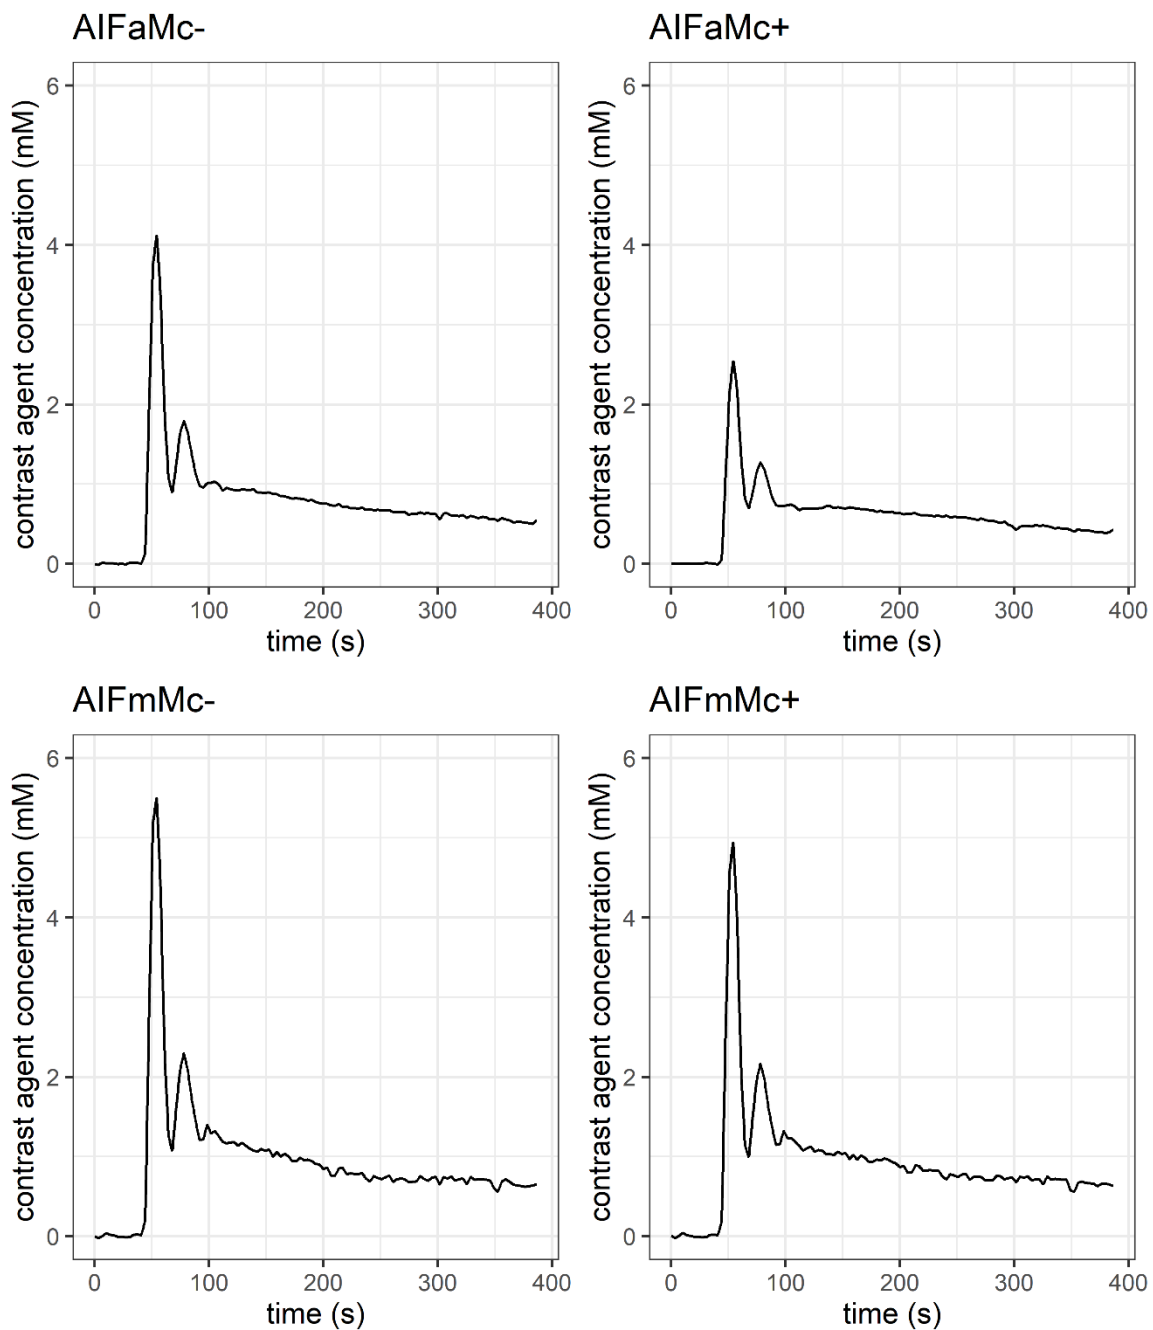 AIFaMc-
contrast agent concentration (mM)
6
4
2
0
0 100 200 300 400
time (s)
AIFaMc+
contrast agent concentration (mM)
6
4
2
0
0 100 200 300 400
time (s)
AIFmMc-
contrast agent concentration (mM)
6
4
2
0
0 100 200 300 400
time (s)
AIFmMc+
contrast agent concentration (mM)
6
4
2
0
0 100 200 300 400
time (s)